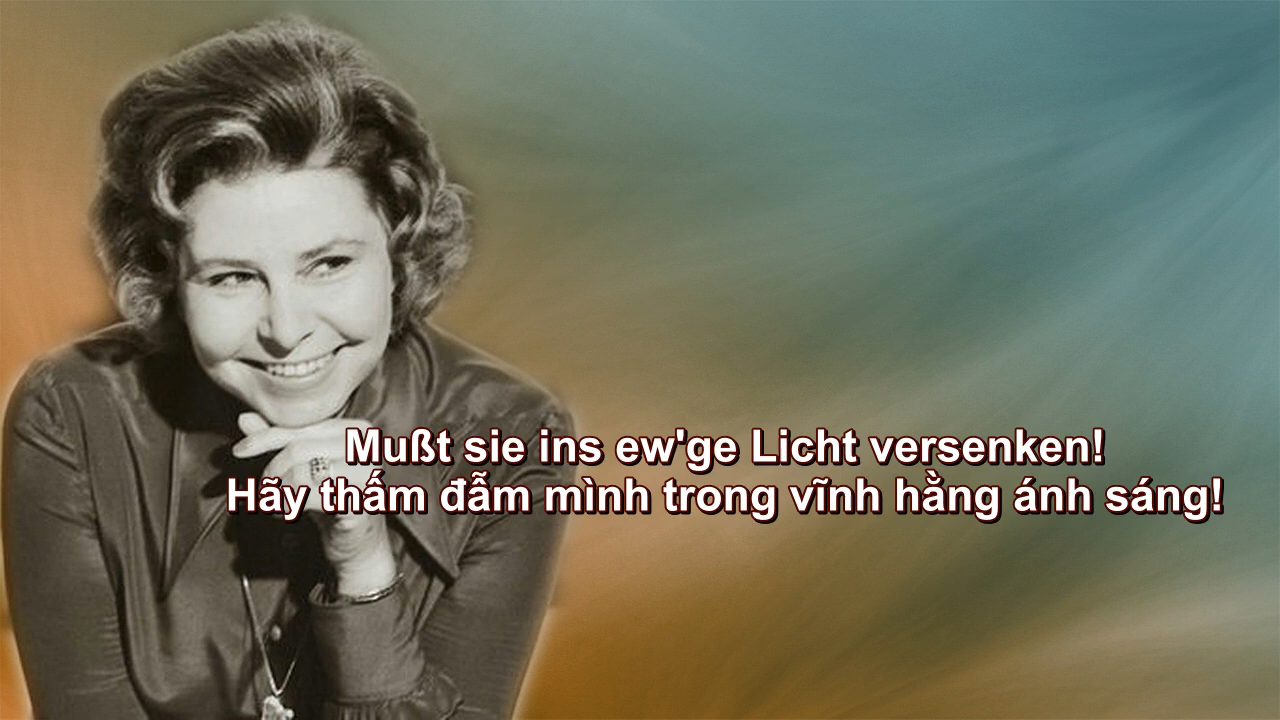 Mußt sie ins ew'ge Licht versenken!
Hãy thấm đẫm mình trong vĩnh hằng ánh sáng!